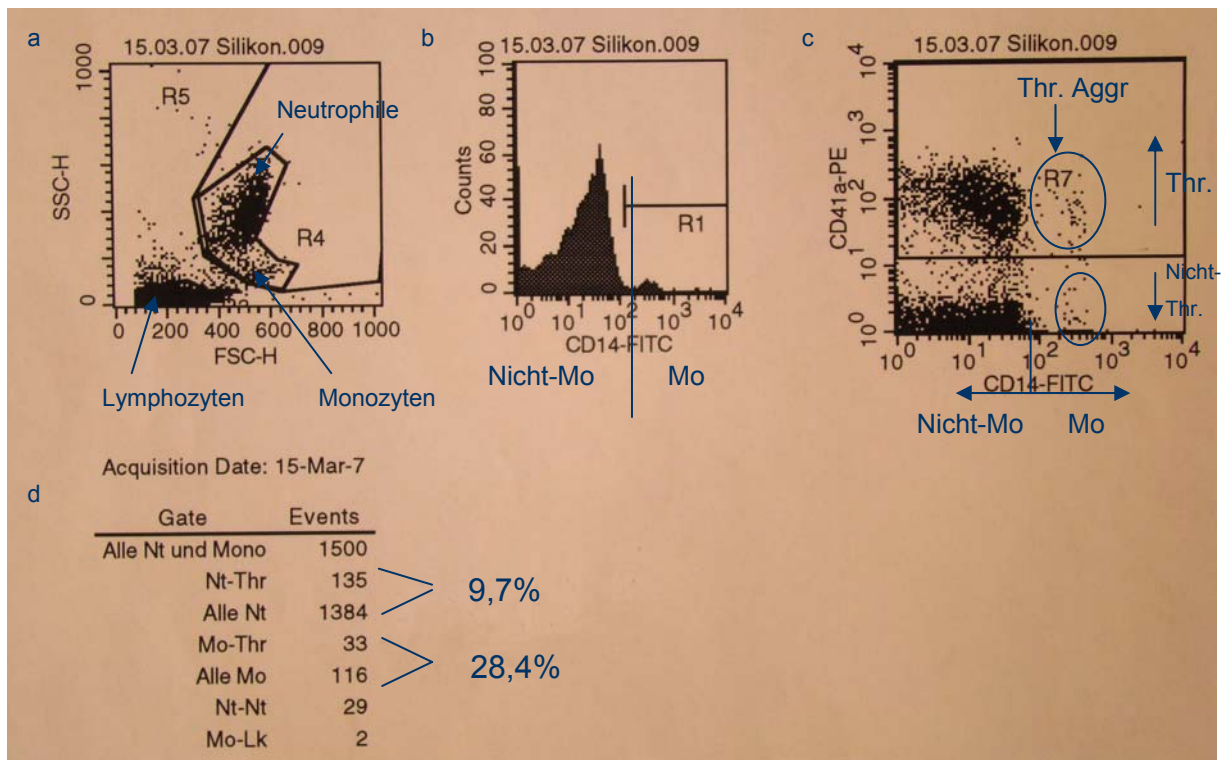 a
15.03.07 Silikon.009
1000
SSC-H
0
R5
Neutrophile
R4
0 200 400 600 800 1000
FSC-H
Lymphozyten
Monozyten
b
15.03.07 Silikon.009
100
80
60
40
20
0
Counts
R1
10^0 10^1 10^2 10^3 10^4
CD14-FITC
Nicht-Mo
Mo
c
15.03.07 Silikon.009
10^4
10^3
10^2
10^1
10^0
CD41a-PE
Thr. Aggr
R7
Thr.
Nicht-
Thr.
10^0 10^1 10^2 10^3 10^4
CD14-FITC
Nicht-Mo
Mo
Acquisition Date: 15-Mar-7
d
Gate Events
Alle Nt und Mono 1500
Nt-Thr 135
9,7%
Alle Nt 1384
Mo-Thr 33
28,4%
Alle Mo 116
Nt-Nt 29
Mo-Lk 2